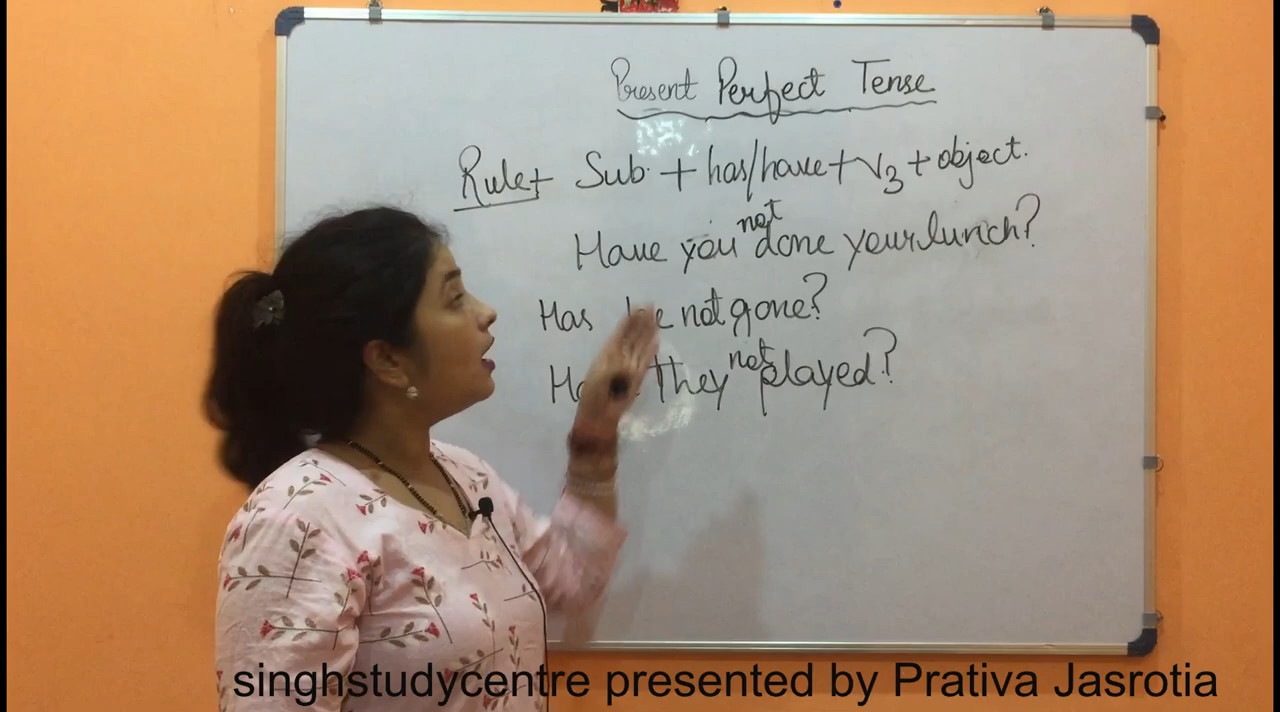 Present Perfect Tense
Rule+ Sub. + has/have + V3 + object.
Have you not done your lunch?
Has he not gone?
they not played?
singhstudycentre presented by Prativa Jasrotia